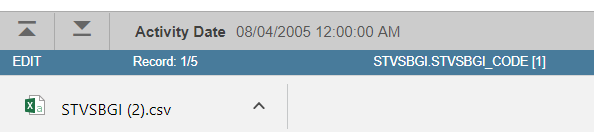 Activity Date 08/04/2005 12:00:00 AM
EDIT Record: 1/5 STVSBGI.STVSBGI_CODE [1]
STVSBGI (2).csv